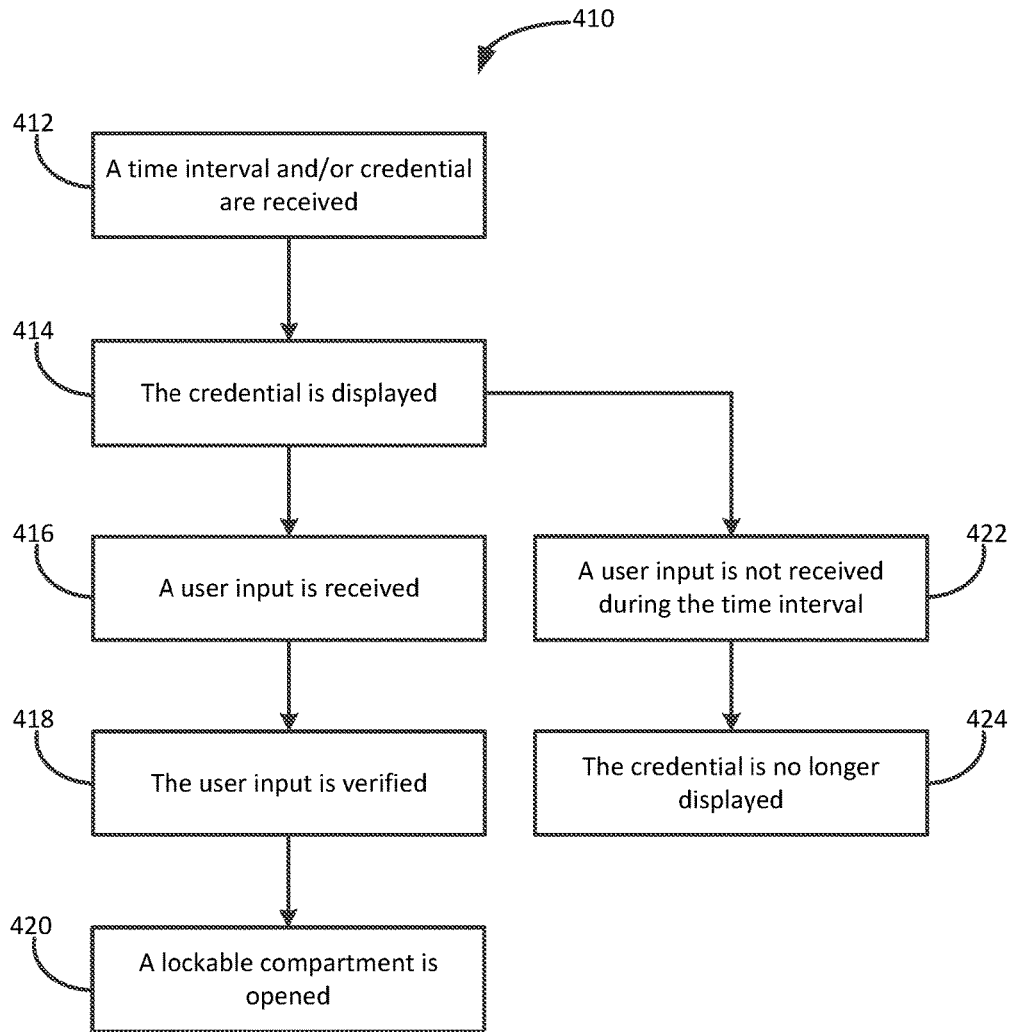 410
412
A time interval and/or credential
are received
414
The credential is displayed
416
A user input is received
422
A user input is not received
during the time interval
418
The user input is verified
424
The credential is no longer
displayed
420
A lockable compartment is
opened